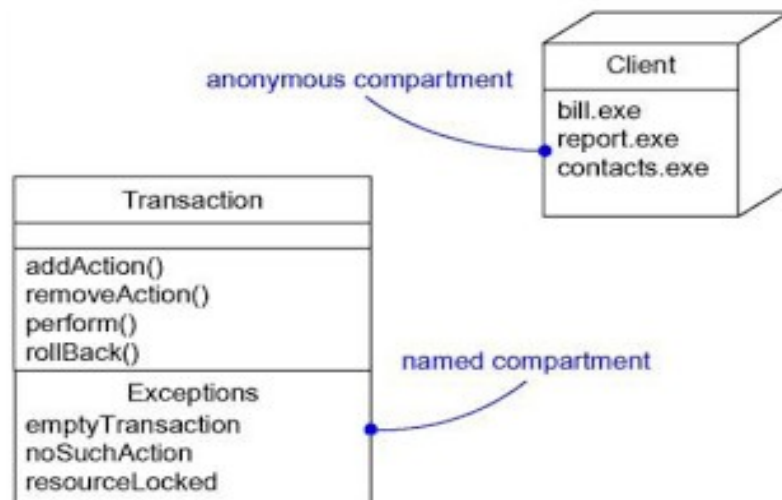 Client
anonymous compartment
bill.exe
report.exe
contacts.exe
Transaction
addAction()
removeAction()
perform()
rollBack()
named compartment
Exceptions
emptyTransaction
noSuchAction
resourceLocked